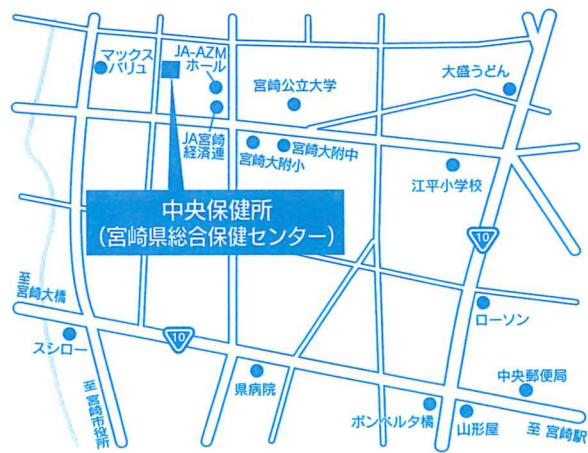 マックス
バリュ
JA-AZM
ホール
宮崎公立大学
大盛うどん
JA宮崎
経済連
宮崎大附小
宮崎大附中
江平小学校
中央保健所
（宮崎県総合保健センター）
10
至
宮崎大橋
スシロー
10
ローソン
至 宮崎市役所
県病院
中央郵便局
ボンベルタ橘
山形屋
至 宮崎駅